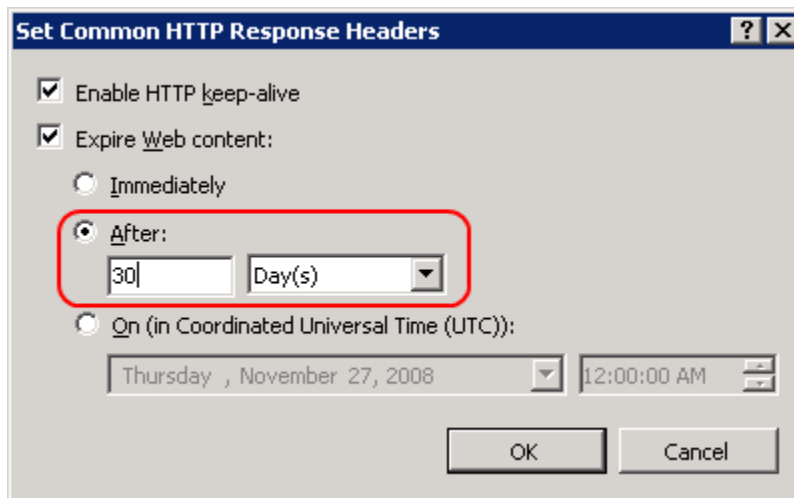 Set Common HTTP Response Headers
Enable HTTP keep-alive
Expire Web content:
Immediately
After:
30 Day(s)
On (in Coordinated Universal Time (UTC)):
Thursday , November 27, 2008 12:00:00 AM
OK Cancel